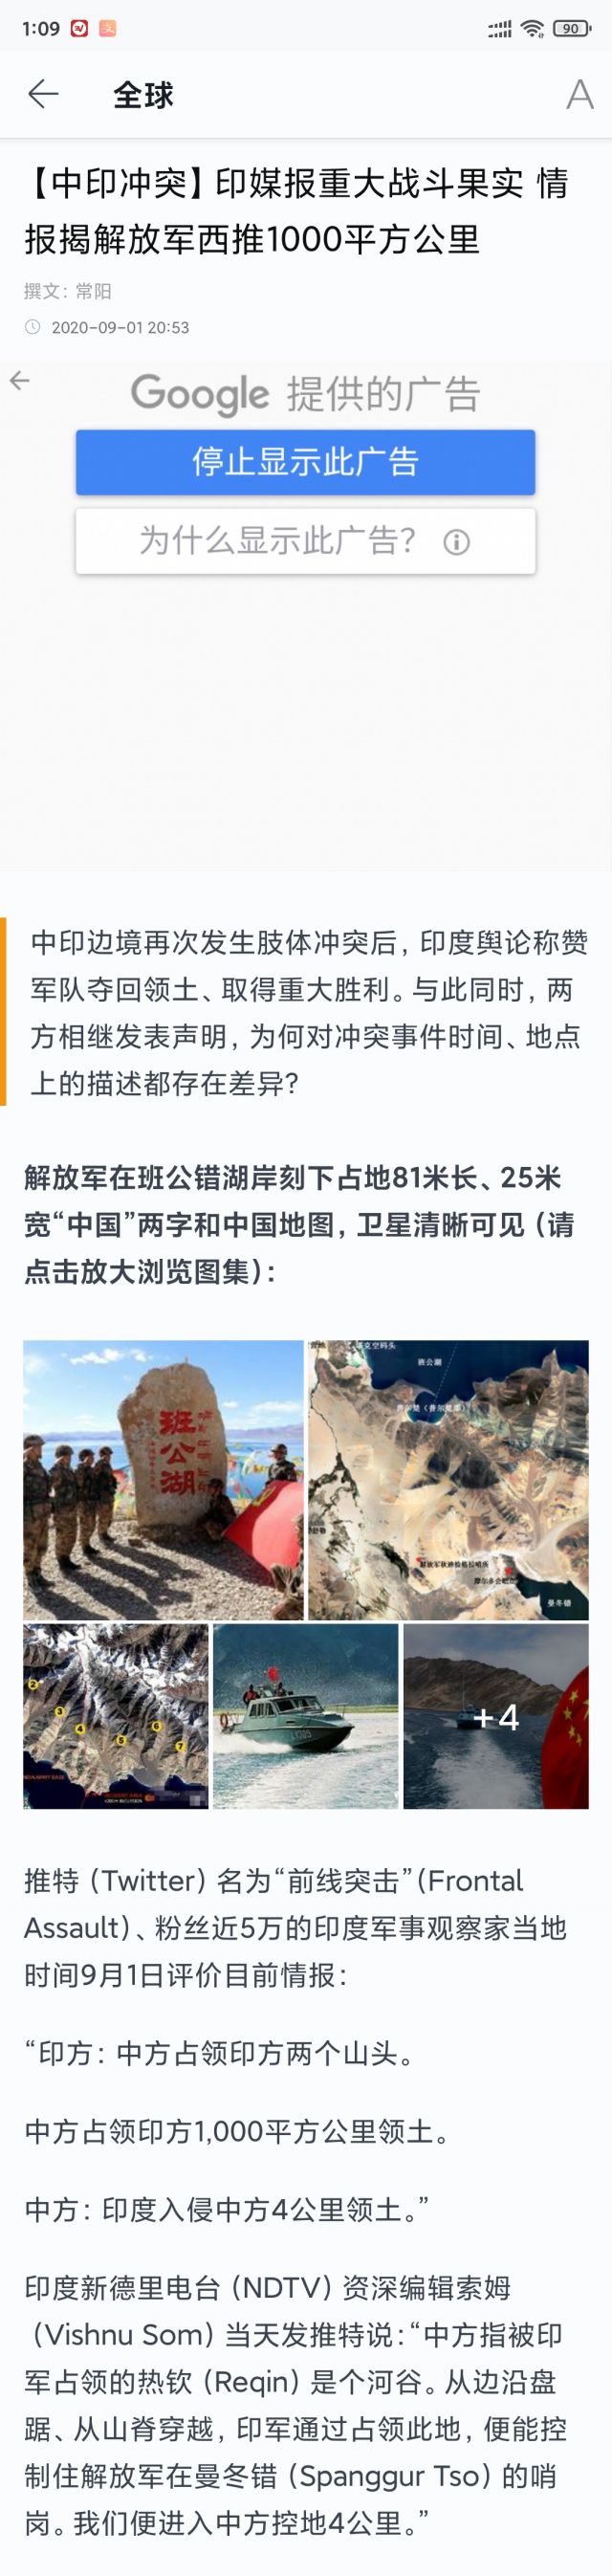 1:09
90
全球
A
【中印冲突】印媒报重大战斗果实 情
报揭解放军西推1000平方公里
撰文：常阳
2020-09-01 20:53
Google 提供的广告
停止显示此广告
为什么显示此广告？
中印边境再次发生肢体冲突后，印度舆论称赞
军队夺回领土、取得重大胜利。与此同时，两
方相继发表声明，为何对冲突事件时间、地点
上的描述都存在差异？
解放军在班公错湖岸刻下占地81米长、25米
宽“中国”两字和中国地图，卫星清晰可见（请
点击放大浏览图集）：
班公湖
班公湖
曼冬错
2
3
4
5
6
7
+4
推特（Twitter）名为“前线突击”（Frontal
Assault）、粉丝近5万的印度军事观察家当地
时间9月1日评价目前情报：
“印方：中方占领印方两个山头。
中方占领印方1,000平方公里领土。
中方：印度入侵中方4公里领土。”
印度新德里电台（NDTV）资深编辑索姆
（Vishnu Som）当天发推特说：“中方指被印
军占领的热钦（Reqin）是个河谷。从边沿盘
踞、从山脊穿越，印军通过占领此地，便能控
制住解放军在曼冬错（Spanggur Tso）的哨
岗。我们便进入中方控地4公里。”